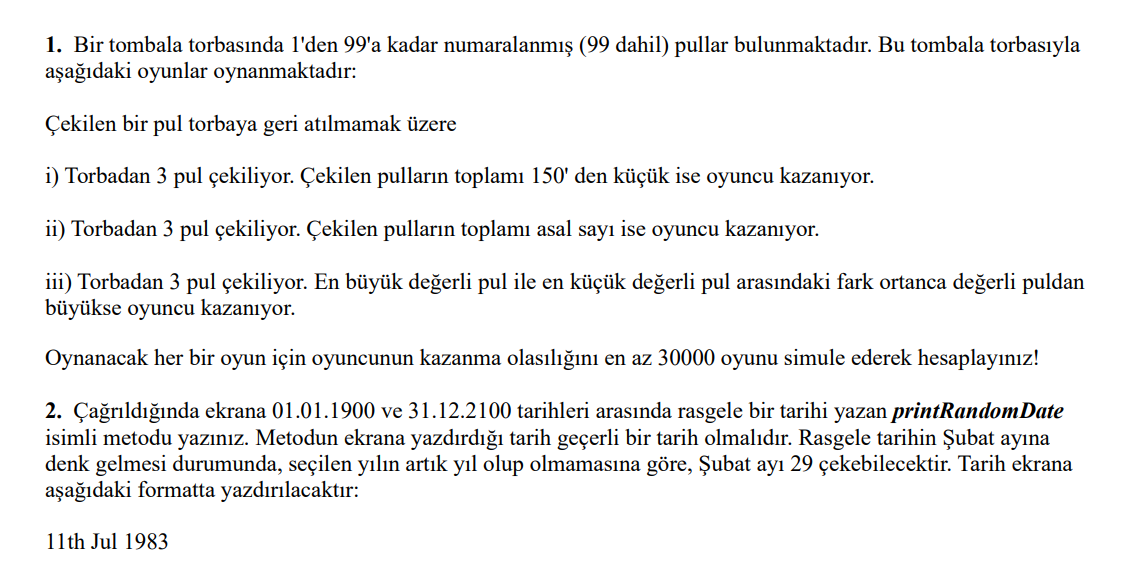 1. Bir tombala torbasında 1'den 99'a kadar numaralanmış (99 dahil) pullar bulunmaktadır. Bu tombala torbasıyla
aşağıdaki oyunlar oynanmaktadır:
Çekilen bir pul torbaya geri atılmamak üzere
i) Torbadan 3 pul çekiliyor. Çekilen pulların toplamı 150' den küçük ise oyuncu kazanıyor.
ii) Torbadan 3 pul çekiliyor. Çekilen pulların toplamı asal sayı ise oyuncu kazanıyor.
iii) Torbadan 3 pul çekiliyor. En büyük değerli pul ile en küçük değerli pul arasındaki fark ortanca değerli puldan
büyükse oyuncu kazanıyor.
Oynanacak her bir oyun için oyuncunun kazanma olasılığını en az 30000 oyunu simule ederek hesaplayınız!
2. Çağrıldığında ekrana 01.01.1900 ve 31.12.2100 tarihleri arasında rasgele bir tarihi yazan printRandomDate
isimli metodu yazınız. Metodun ekrana yazdırdığı tarih geçerli bir tarih olmalıdır. Rasgele tarihin Şubat ayına
denk gelmesi durumunda, seçilen yılın artık yıl olup olmamasına göre, Şubat ayı 29 çekebilecektir. Tarih ekrana
aşağıdaki formatta yazdırılacaktır:
11th Jul 1983